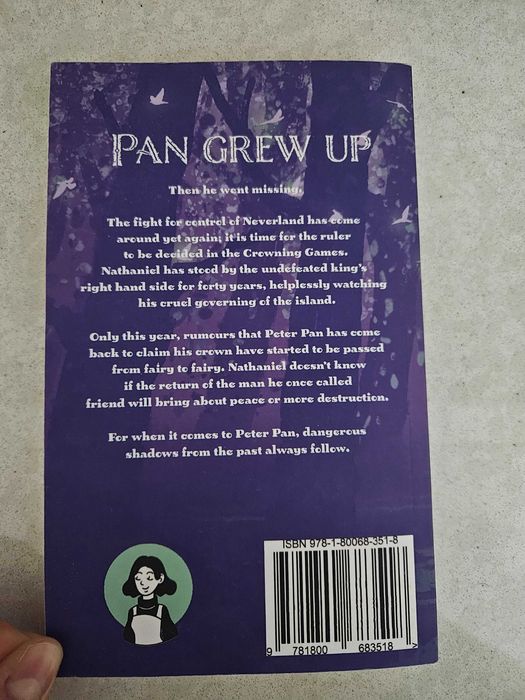 PAN GREW UP
Then he went missing.
The fight for control of Neverland has come
around yet again; it is time for the ruler
to be decided in the Crowning Games.
Nathaniel has stood by the undefeated king's
right hand side for forty years, helplessly watching
his cruel governing of the island.
Only this year, rumours that Peter Pan has come
back to claim his crown have started to be passed
from fairy to fairy. Nathaniel doesn't know
if the return of the man he once called
friend will bring about peace or more destruction.
For when it comes to Peter Pan, dangerous
shadows from the past always follow.
ISBN 978-1-80068-351-8
9 781800 683518 >